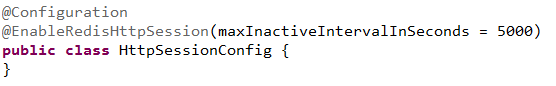 @Configuration
@EnableRedisHttpSession(maxInactiveIntervalInSeconds = 5000)
public class HttpSessionConfig {
}